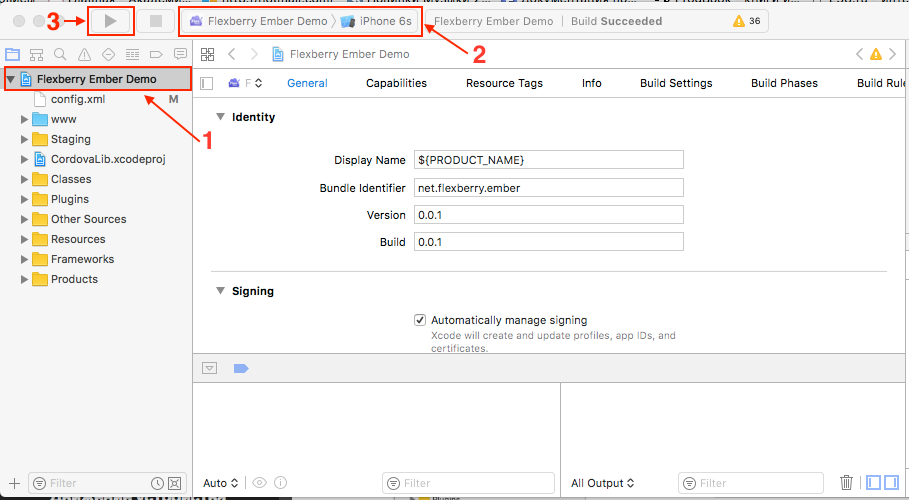 3
Flexberry Ember Demo
iPhone 6s
Flexberry Ember Demo | Build Succeeded
36
2
Flexberry Ember Demo
Flexberry Ember Demo
F
General
Capabilities
Resource Tags
Info
Build Settings
Build Phases
Build Rule
config.xml
M
1
www
Staging
CordovaLib.xcodeproj
Classes
Plugins
Other Sources
Resources
Frameworks
Products
Identity
Display Name
${PRODUCT_NAME}
Bundle Identifier
net.flexberry.ember
Version
0.0.1
Build
0.0.1
Signing
Automatically manage signing
Xcode will create and update profiles, app IDs, and
certificates.
Filter
Auto
Filter
All Output
Filter